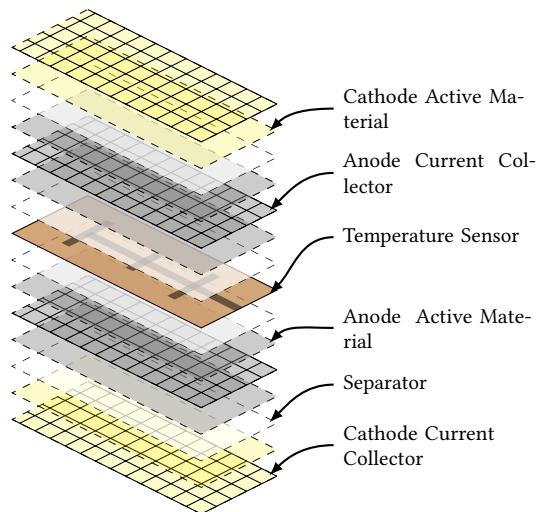 Cathode Active Ma-
terial
Anode Current Col-
lector
Temperature Sensor
Anode Active Mate-
rial
Separator
Cathode Current
Collector